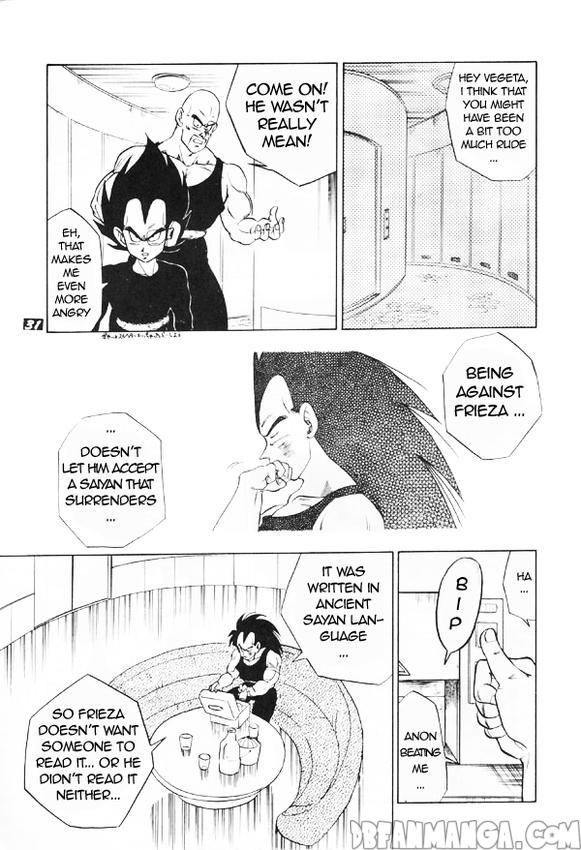 HEY VEGETA,
I THINK THAT
YOU MIGHT
HAVE BEEN
A BIT TOO
MUCH RUDE
...
COME ON!
HE WASN'T
REALLY
MEAN!
EH,
THAT
MAKES
ME
EVEN
MORE
ANGRY
31
BEING
AGAINST
FRIEZA ...
...
DOESN'T
LET HIM ACCEPT
A SAIYAN THAT
SURRENDERS
...
HA
...
BIP
ANON
BEATING
ME ...
IT WAS
WRITTEN IN
ANCIENT
SAYAN LAN-
GUAGE
...
SO FRIEZA
DOESN'T WANT
SOMEONE TO
READ IT... OR HE
DIDN'T READ IT
NEITHER...
DBFANMANGA.COM